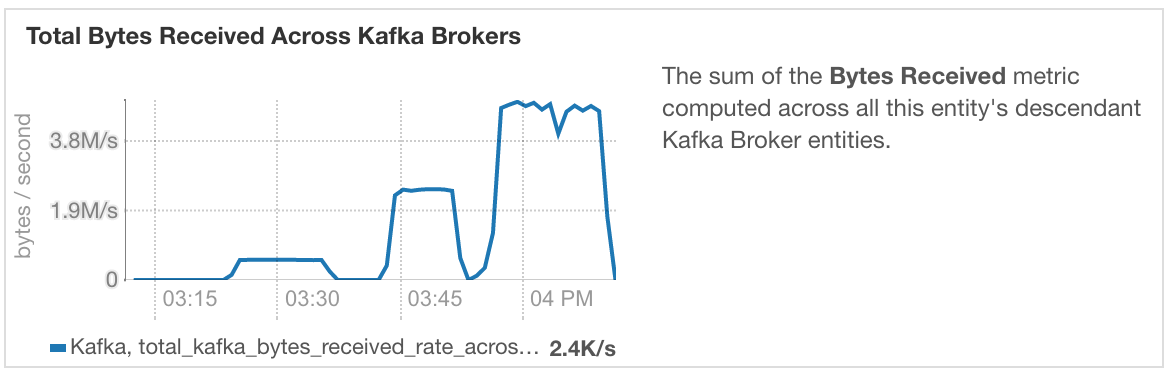 Total Bytes Received Across Kafka Brokers
The sum of the Bytes Received metric
computed across all this entity's descendant
Kafka Broker entities.
bytes / second
3.8M/s
1.9M/s
0
03:15
03:30
03:45
04 PM
Kafka, total_kafka_bytes_received_rate_acros… 2.4K/s